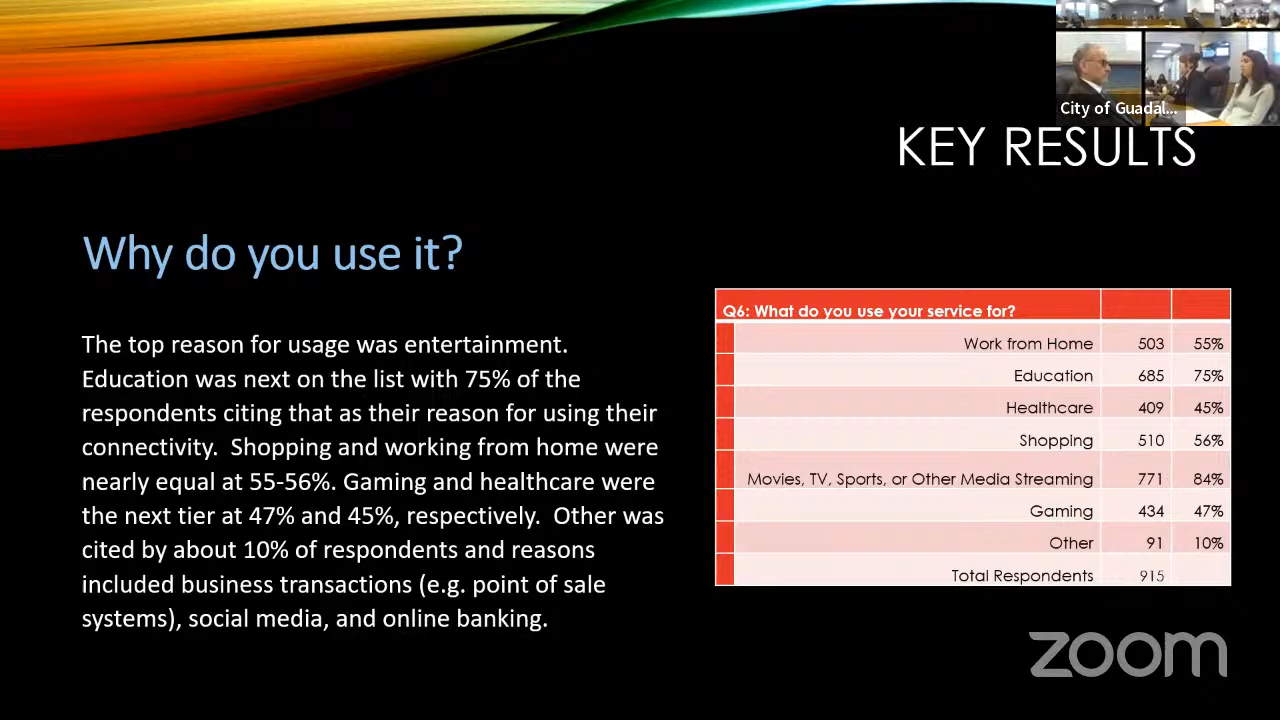 City of Guadal...
KEY RESULTS
Why do you use it?
The top reason for usage was entertainment.
Education was next on the list with 75% of the
respondents citing that as their reason for using their
connectivity.  Shopping and working from home were
nearly equal at 55-56%. Gaming and healthcare were
the next tier at 47% and 45%, respectively.  Other was
cited by about 10% of respondents and reasons
included business transactions (e.g. point of sale
systems), social media, and online banking.
Q6: What do you use your service for?
Work from Home 503 55%
Education 685 75%
Healthcare 409 45%
Shopping 510 56%
Movies, TV, Sports, or Other Media Streaming 771 84%
Gaming 434 47%
Other 91 10%
Total Respondents 915
zoom